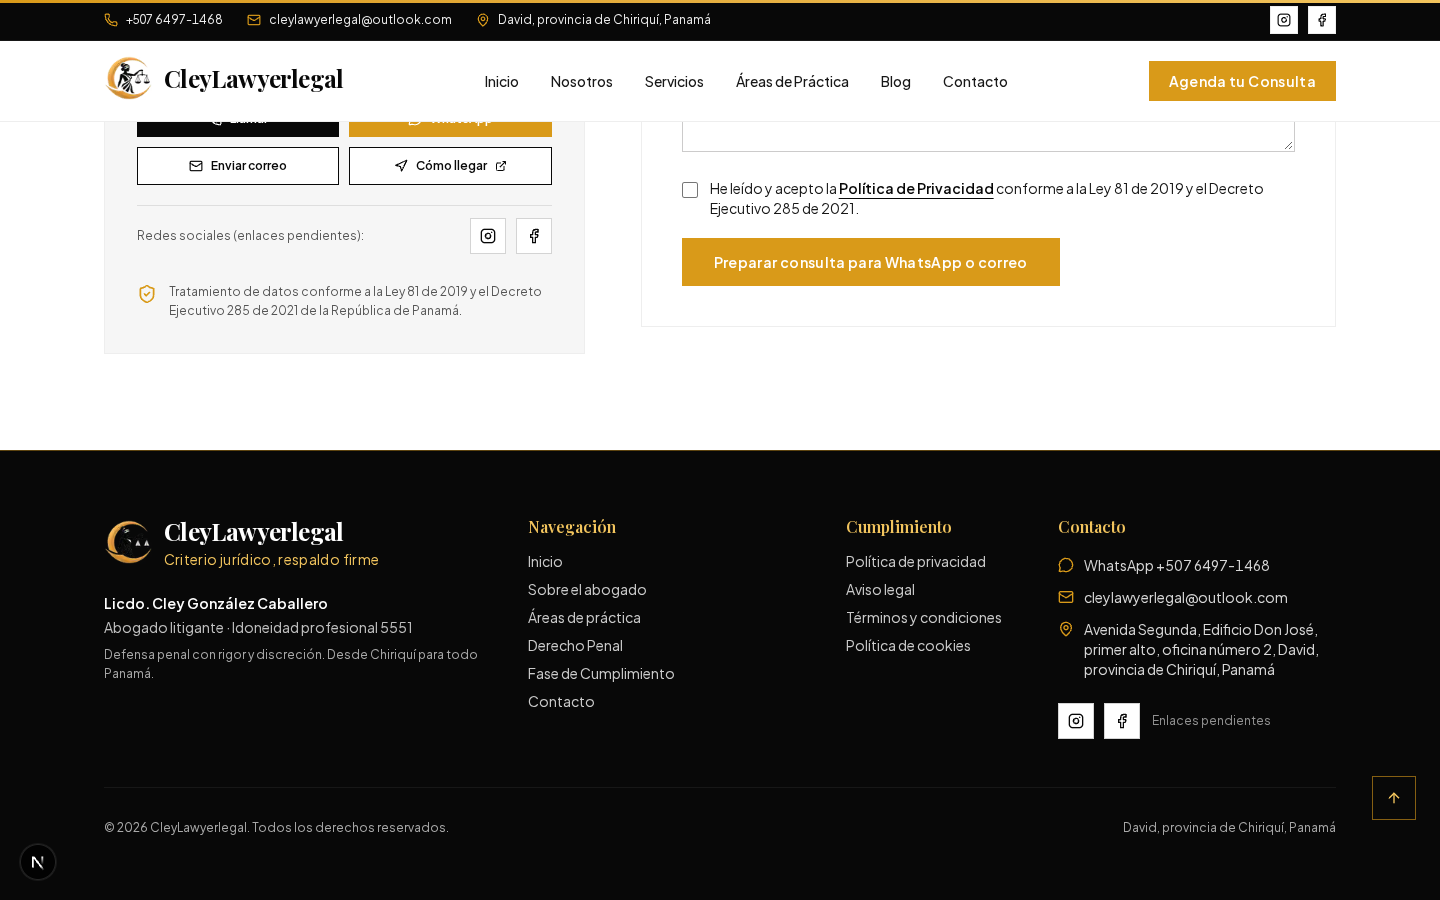 +507 6497-1468
cleylawyerlegal@outlook.com
David, provincia de Chiriquí, Panamá
CleyLawyerlegal
Inicio
Nosotros
Servicios
Áreas de Práctica
Blog
Contacto
Agenda tu Consulta
Enviar correo
Cómo llegar
Redes sociales (enlaces pendientes):
Tratamiento de datos conforme a la Ley 81 de 2019 y el Decreto
Ejecutivo 285 de 2021 de la República de Panamá.
He leído y acepto la Política de Privacidad conforme a la Ley 81 de 2019 y el Decreto
Ejecutivo 285 de 2021.
Preparar consulta para WhatsApp o correo
CleyLawyerlegal
Criterio jurídico, respaldo firme
Licdo. Cley González Caballero
Abogado litigante · Idoneidad profesional 5551
Defensa penal con rigor y discreción. Desde Chiriquí para todo
Panamá.
Navegación
Inicio
Sobre el abogado
Áreas de práctica
Derecho Penal
Fase de Cumplimiento
Contacto
Cumplimiento
Política de privacidad
Aviso legal
Términos y condiciones
Política de cookies
Contacto
WhatsApp +507 6497-1468
cleylawyerlegal@outlook.com
Avenida Segunda, Edificio Don José,
primer alto, oficina número 2, David,
provincia de Chiriquí, Panamá
Enlaces pendientes
© 2026 CleyLawyerlegal. Todos los derechos reservados.
David, provincia de Chiriquí, Panamá